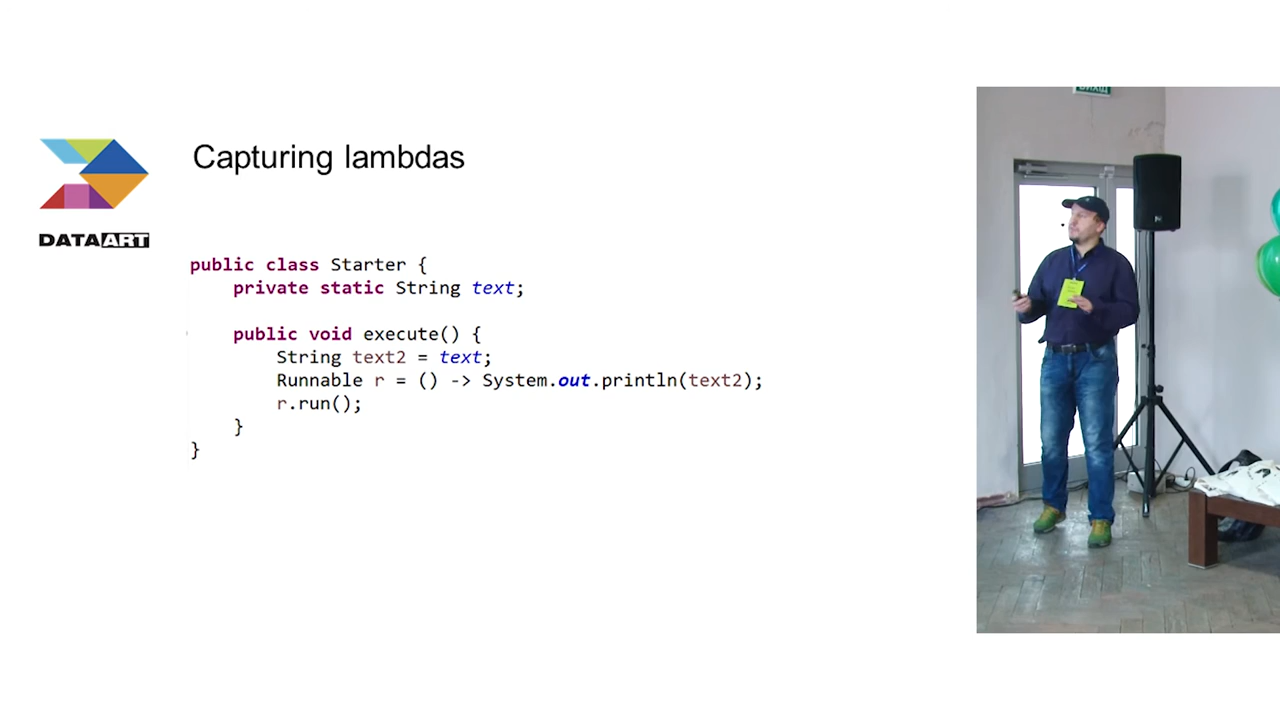 Capturing lambdas
DATAART
public class Starter {
private static String text;
public void execute() {
String text2 = text;
Runnable r = () -> System.out.println(text2);
r.run();
}
}